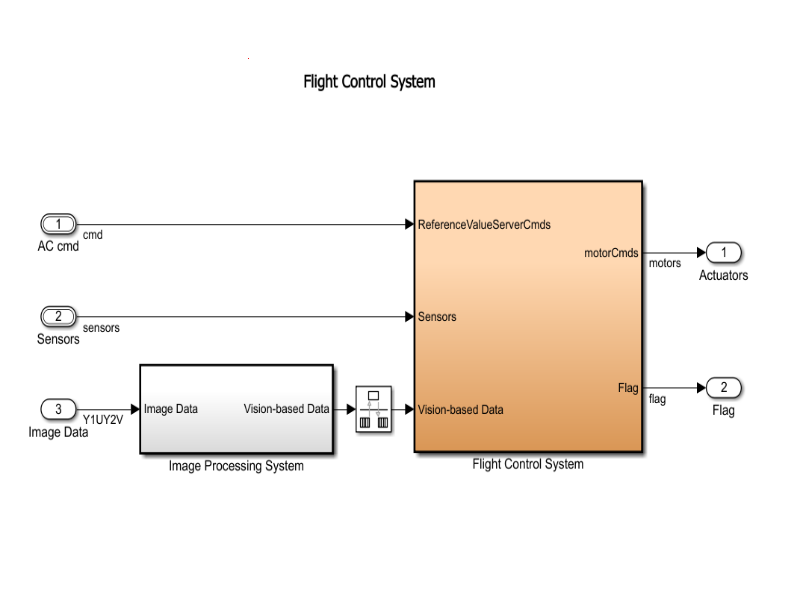 Flight Control System
1
cmd
AC cmd
ReferenceValueServerCmds
motorCmds
motors
1
Actuators
2
sensors
Sensors
Sensors
3
Y1UY2V
Image Data
Image Data
Vision-based Data
Image Processing System
Vision-based Data
Flag
flag
2
Flag
Flight Control System